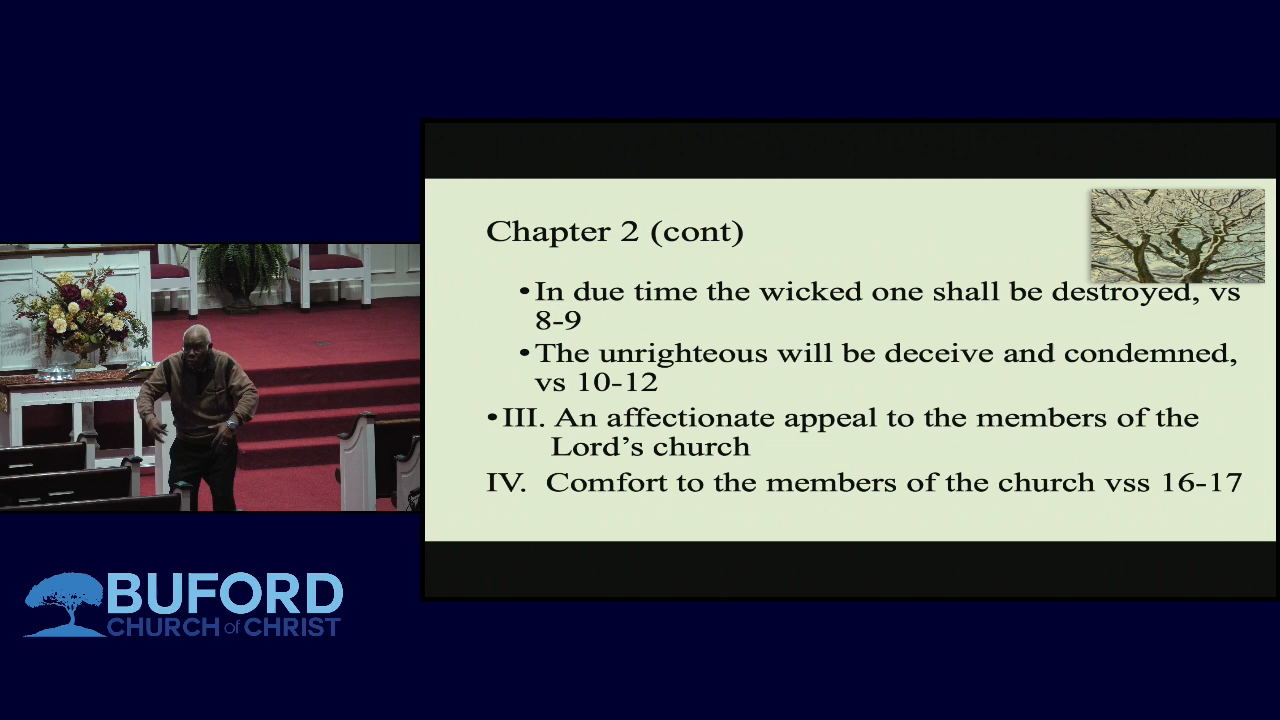 Chapter 2 (cont)
•In due time the wicked one shall be destroyed, vs
8-9
•The unrighteous will be deceive and condemned,
vs 10-12
•III. An affectionate appeal to the members of the
Lord’s church
IV. Comfort to the members of the church vss 16-17
BUFORD
CHURCH of CHRIST